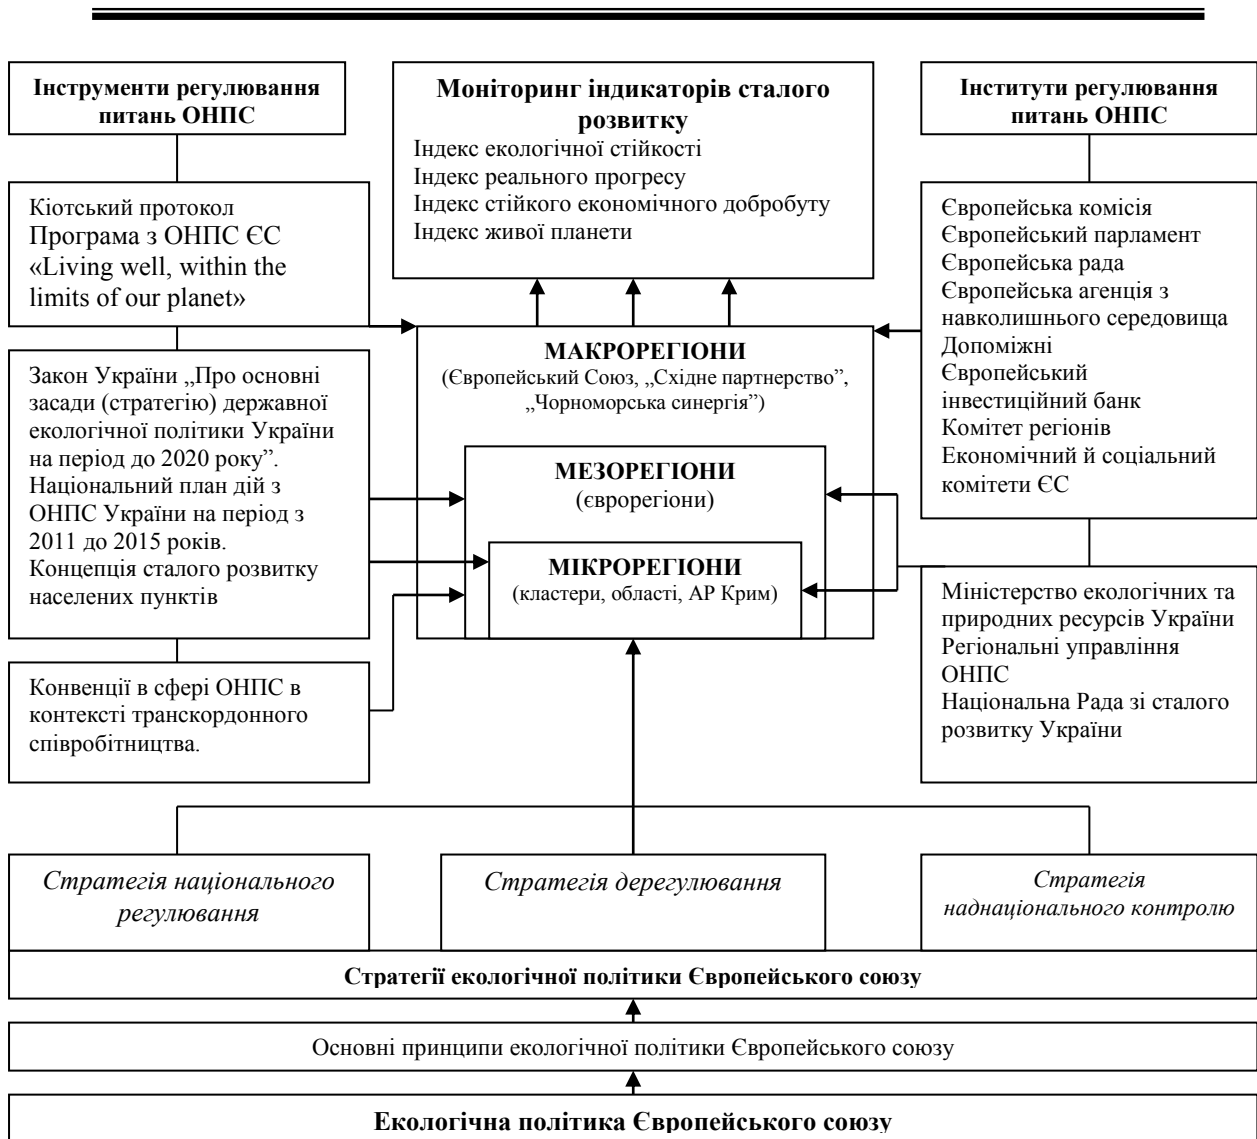 Інструменти регулювання
питань ОНПС
Кіотський протокол
Програма з ОНПС ЄС
«Living well, within the
limits of our planet»
Закон України „Про основні
засади (стратегію) державної
екологічної політики України
на період до 2020 року”.
Національний план дій з
ОНПС України на період з
2011 до 2015 років.
Концепція сталого розвитку
населених пунктів
Конвенції в сфері ОНПС в
контексті транскордонного
співробітництва.
Моніторинг індикаторів сталого
розвитку
Індекс екологічної стійкості
Індекс реального прогресу
Індекс стійкого економічного добробуту
Індекс живої планети
МАКРОРЕГІОНИ
(Європейський Союз, „Східне партнерство”,
„Чорноморська синергія”)
МЕЗОРЕГІОНИ
(єврорегіони)
МІКРОРЕГІОНИ
(кластери, області, АР Крим)
Інститути регулювання
питань ОНПС
Європейська комісія
Європейський парламент
Європейська рада
Європейська агенція з
навколишнього середовища
Допоміжні
Європейський
інвестиційний банк
Комітет регіонів
Економічний й соціальний
комітети ЄС
Міністерство екологічних та
природних ресурсів України
Регіональні управління
ОНПС
Національна Рада зі сталого
розвитку України
Стратегія національного
регулювання
Стратегія дерегулювання
Стратегія
наднаціонального контролю
Стратегії екологічної політики Європейського союзу
Основні принципи екологічної політики Європейського союзу
Екологічна політика Європейського союзу